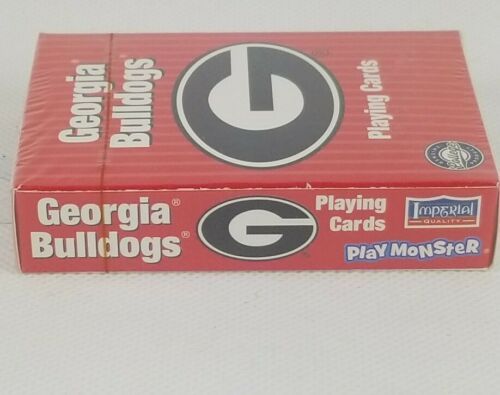 Georgia®
Bulldogs®
G
Playing Cards
Georgia®
Bulldogs®
G
Playing
Cards
IMPERIAL
QUALITY
PLAY MONSTER